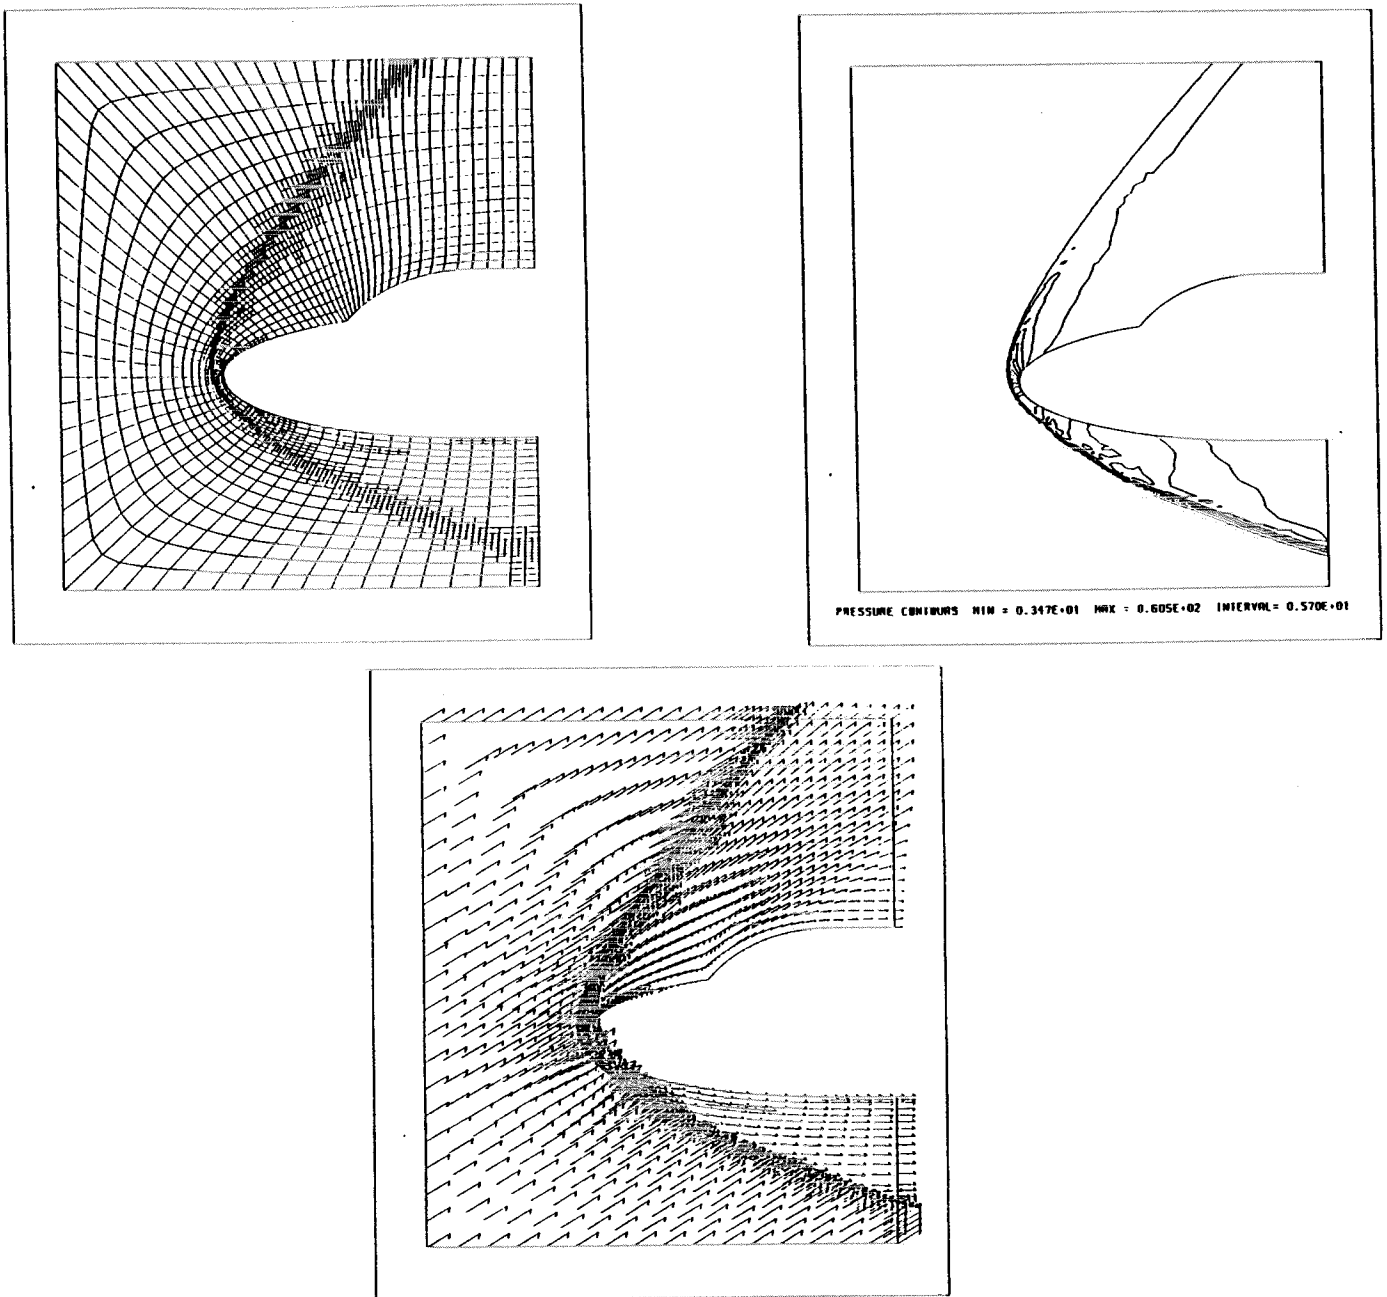 PRESSURE CONTOURS MIN = 0.347E+01 MAX = 0.605E+02 INTERVAL= 0.570E+01